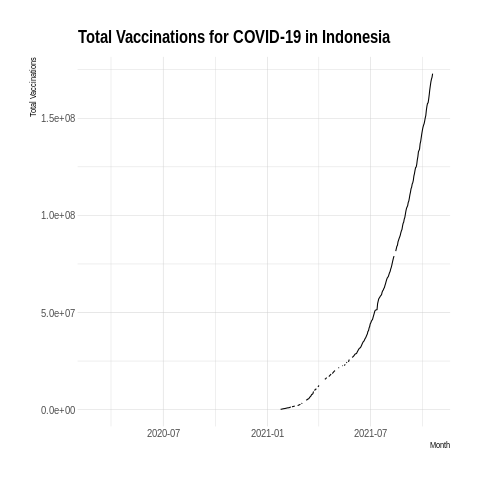 Total Vaccinations for COVID-19 in Indonesia
Total Vaccinations
1.5e+08
1.0e+08
5.0e+07
0.0e+00
2020-07 2021-01 2021-07
Month